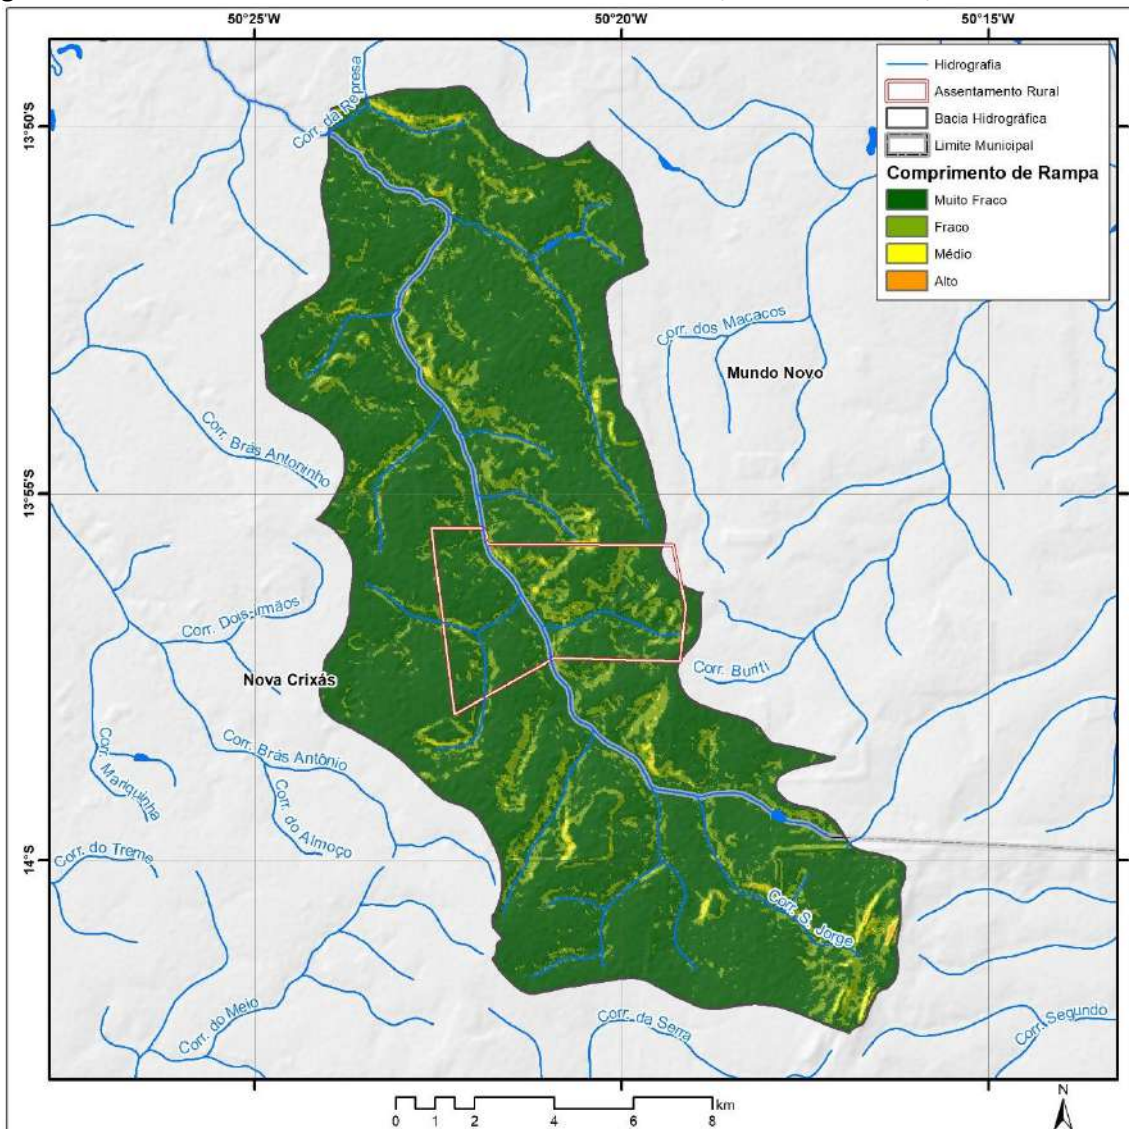 50°25'W
50°20'W
50°15'W
13°50'S
13°55'S
14°S
Hidrografia
Assentamento Rural
Bacia Hidrográfica
Limite Municipal
Comprimento de Rampa
Muito Fraco
Fraco
Médio
Alto
Corr. da Represa
Corr. dos Macacos
Mundo Novo
Corr. Brás Antoninho
Corr. Dois Irmãos
Nova Crixás
Corr. Buriti
Corr. Brás Antônio
Corr. Mariquinha
Corr. do Almoço
Corr. do Treme
Corr. S. Jorge
Corr. do Meio
Corr. da Serra
Corr. Segundo
0 1 2 4 6 8 km
N